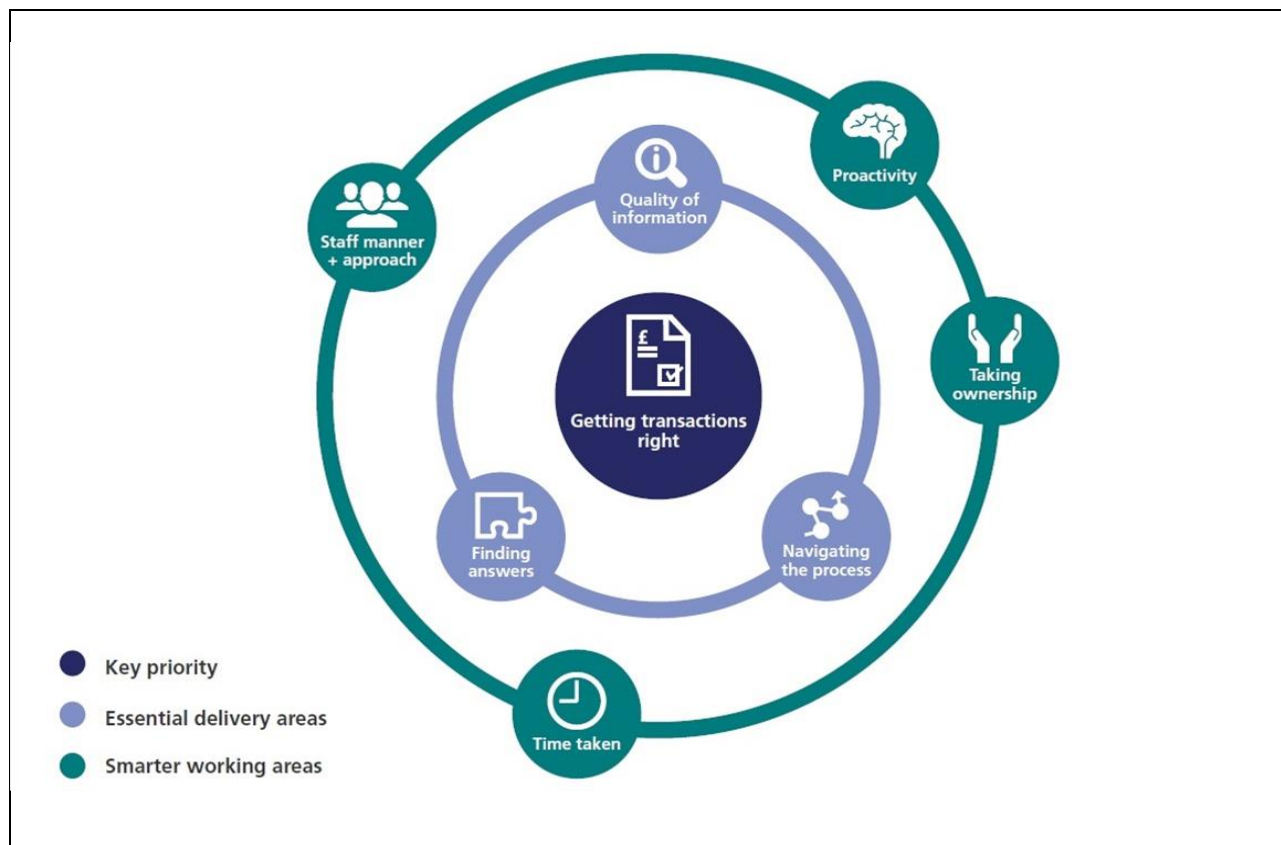 Proactivity
Quality of
information
Staff manner
+ approach
Taking
ownership
£
Getting transactions
right
Finding
answers
Navigating
the process
Time taken
Key priority
Essential delivery areas
Smarter working areas